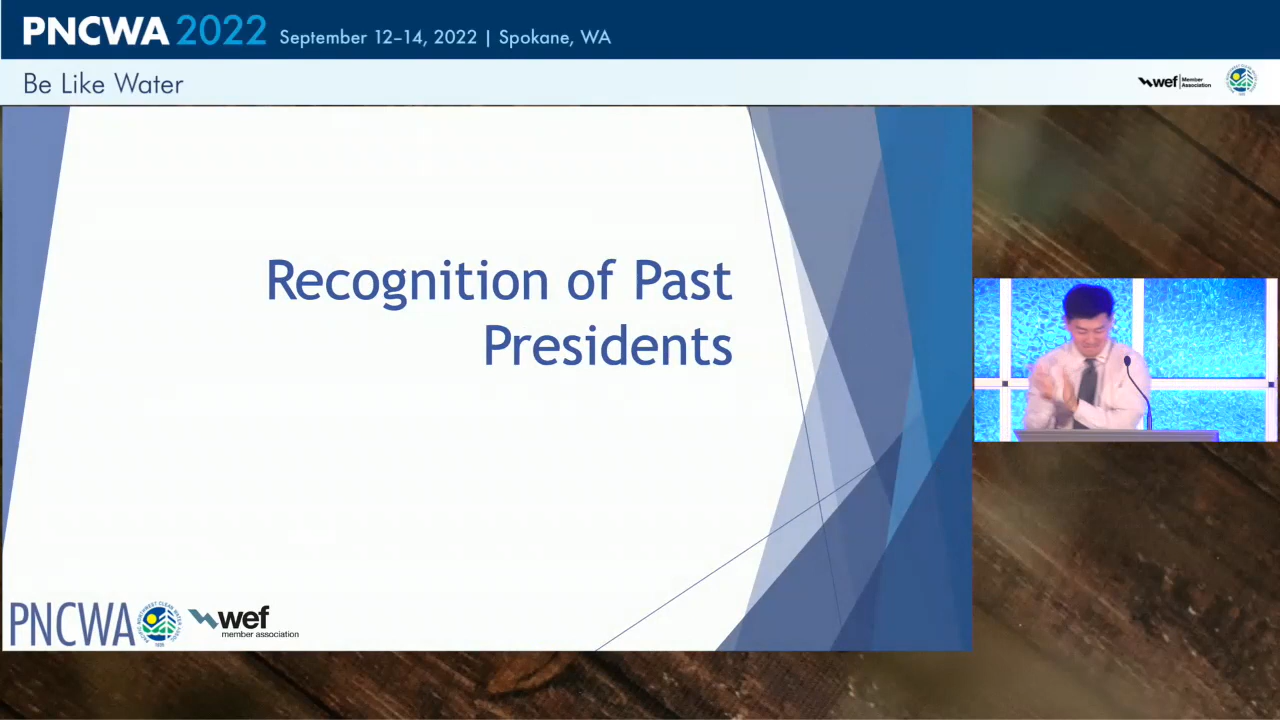 PNCWA 2022 September 12–14, 2022 | Spokane, WA
Be Like Water
wef Member Association
Recognition of Past
Presidents
PNCWA
wef
member association